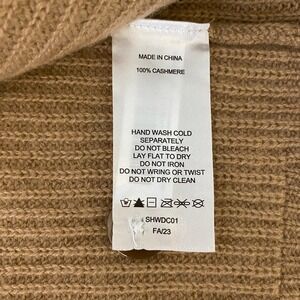 MADE IN CHINA
100% CASHMERE
HAND WASH COLD
SEPARATELY
DO NOT BLEACH
LAY FLAT TO DRY
DO NOT IRON
DO NOT WRING OR TWIST
DO NOT DRY CLEAN
SHWDC01
FA/23